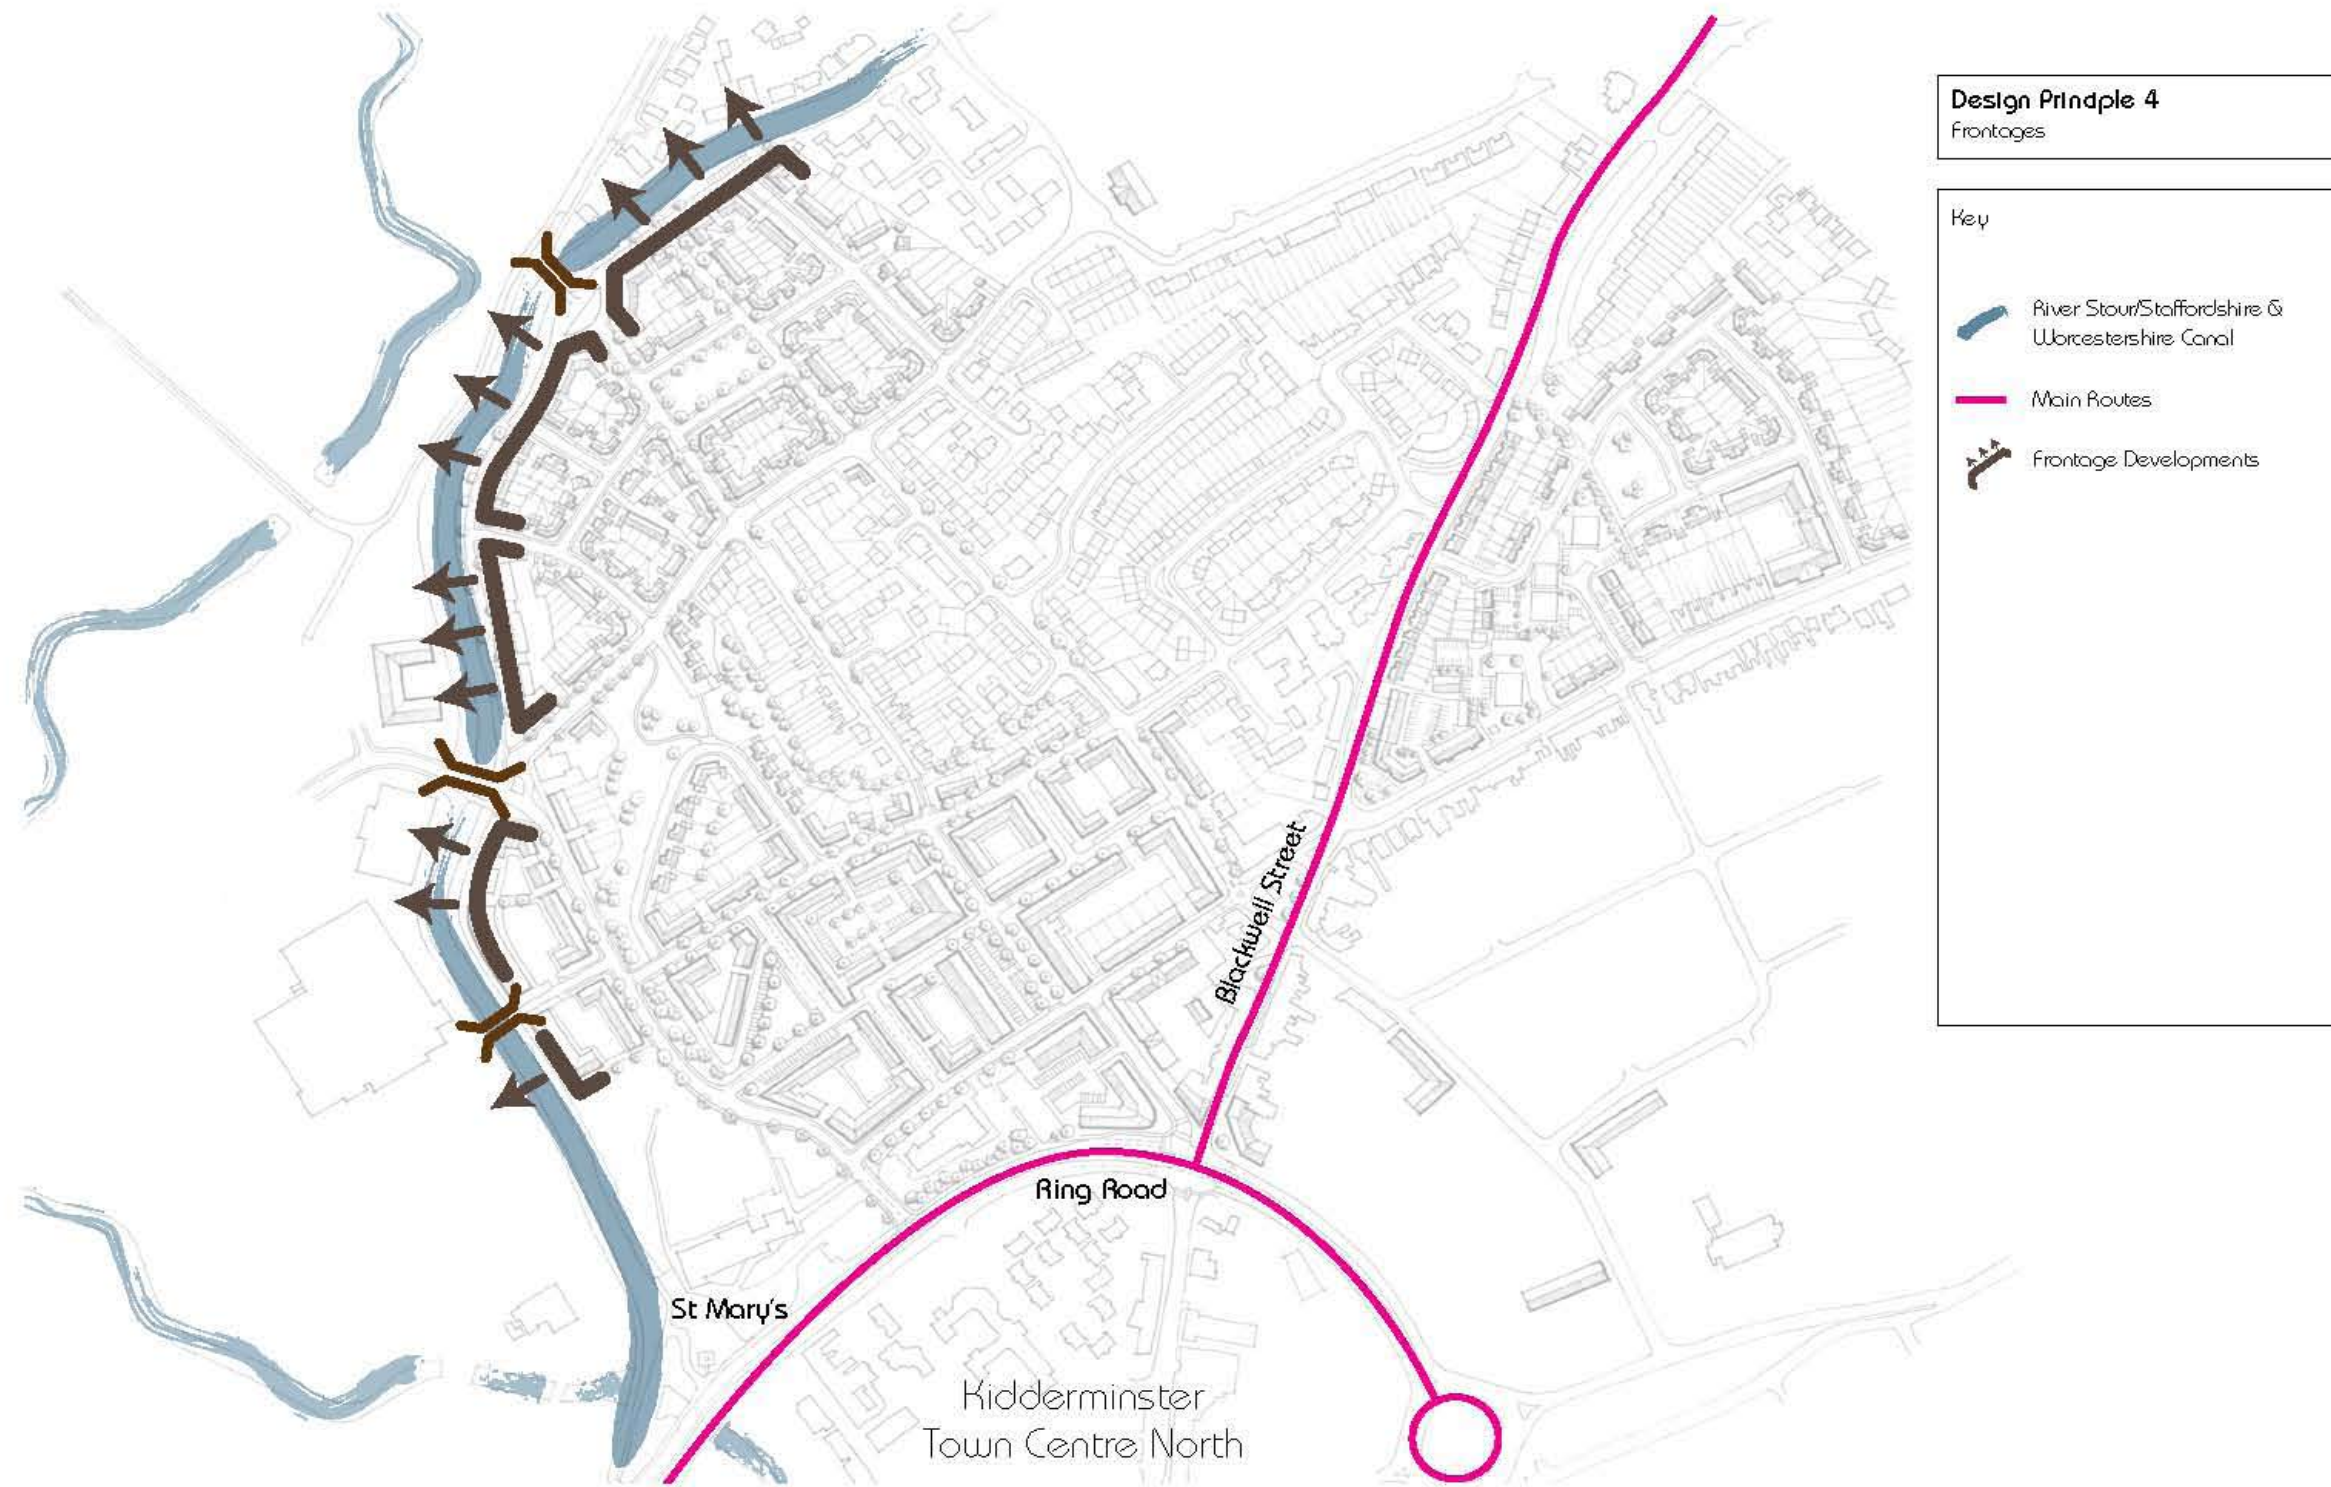 Design Principle 4
Frontages
Key
River Stour/Staffordshire &
Worcestershire Canal
Main Routes
Frontage Developments
Blackwell Street
Ring Road
St Mary's
Kidderminster
Town Centre North